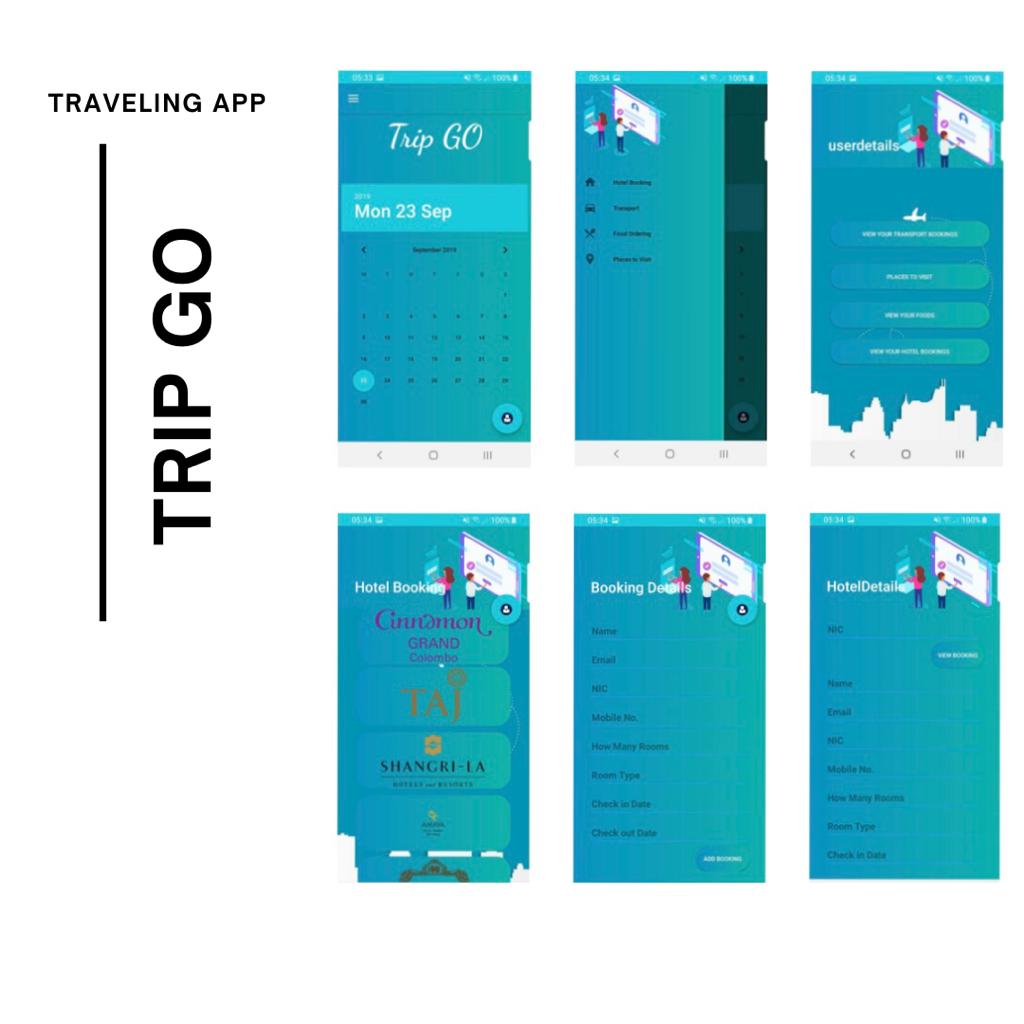 TRAVELING APP
TRIP GO
05:33 100%
Trip GO
2019
Mon 23 Sep
September 2019
M T W T F S S
1
2 3 4 5 6 7 8
9 10 11 12 13 14 15
16 17 18 19 20 21 22
23 24 25 26 27 28 29
30
05:34 100%
Hotel Booking
Transport
Food Ordering
Places to Visit
05:34 100%
userdetails
VIEW YOUR TRANSPORT BOOKINGS
PLACES TO VISIT
VIEW YOUR FOODS
VIEW YOUR HOTEL BOOKINGS
05:34 100%
Hotel Booking
Cinnamon
GRAND
Colombo
TAJ
SHANGRI-LA
HOTELS and RESORTS
05:34 100%
Booking Details
Name
Email
NIC
Mobile No.
How Many Rooms
Room Type
Check in Date
Check out Date
ADD BOOKING
05:34 100%
HotelDetails
NIC
VIEW BOOKING
Name
Email
NIC
Mobile No.
How Many Rooms
Room Type
Check in Date